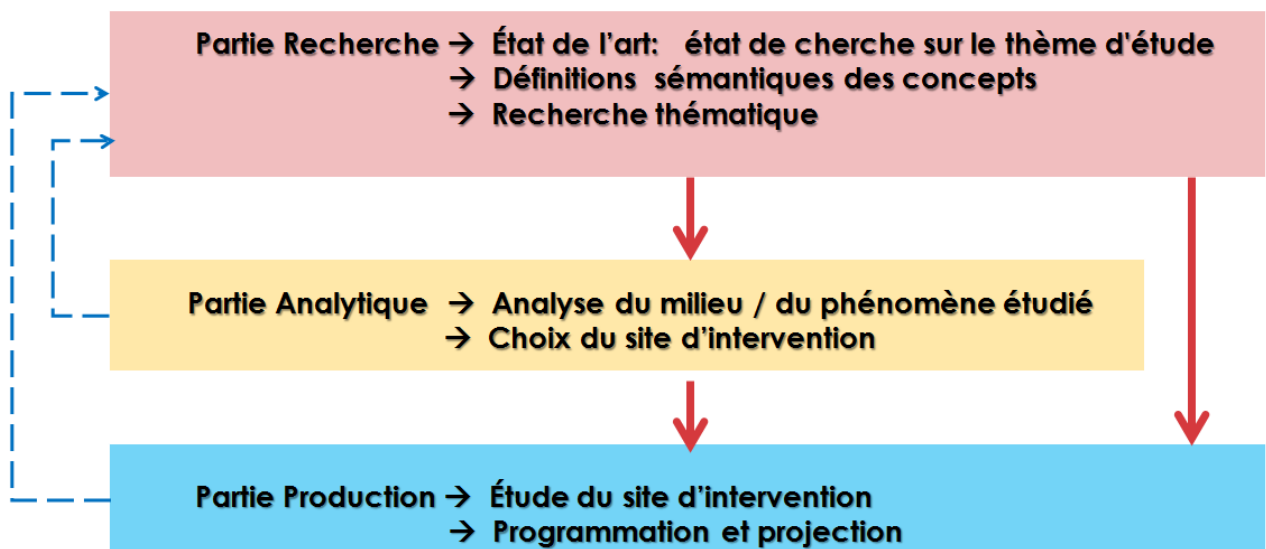 Partie Recherche → État de l'art: état de cherche sur le thème d'étude
→ Définitions sémantiques des concepts
→ Recherche thématique
Partie Analytique → Analyse du milieu / du phénomène étudié
→ Choix du site d'intervention
Partie Production → Étude du site d'intervention
→ Programmation et projection